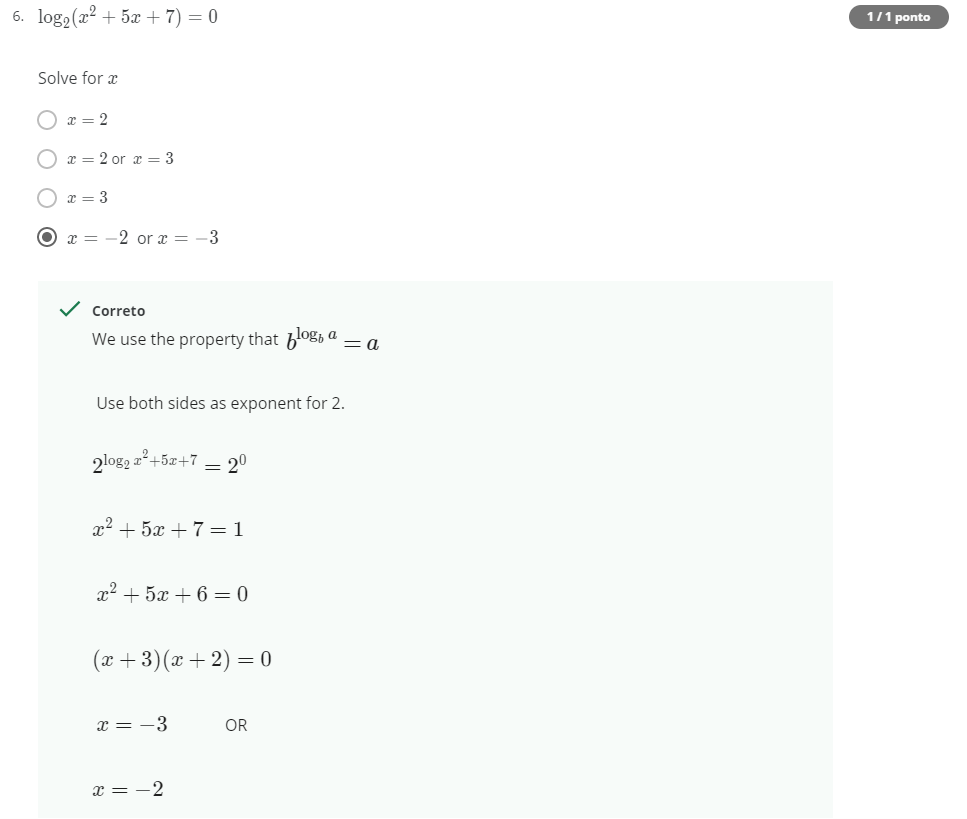 6. log₂(x² + 5x + 7) = 0
1 / 1 ponto
Solve for x
x = 2
x = 2 or x = 3
x = 3
x = −2 or x = −3
Correto
We use the property that b^(log_b a) = a
Use both sides as exponent for 2.
2^(log₂ x²+5x+7) = 2⁰
x² + 5x + 7 = 1
x² + 5x + 6 = 0
(x + 3)(x + 2) = 0
x = −3 OR
x = −2